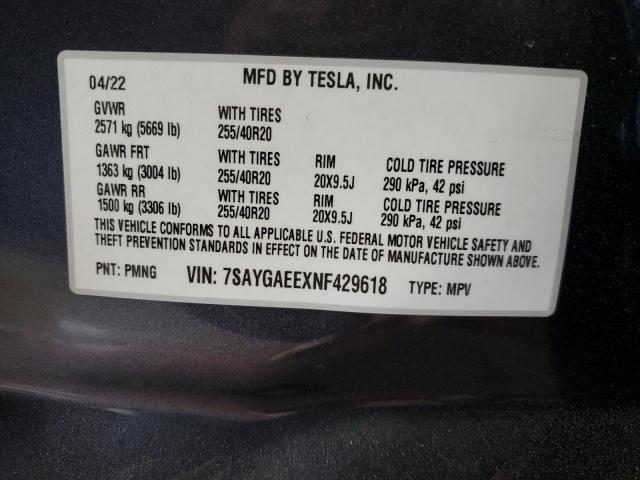 04/22 MFD BY TESLA, INC.
GVWR WITH TIRES
2571 kg (5669 lb) 255/40R20
GAWR FRT WITH TIRES RIM COLD TIRE PRESSURE
1363 kg (3004 lb) 255/40R20 20X9.5J 290 kPa, 42 psi
GAWR RR WITH TIRES RIM COLD TIRE PRESSURE
1500 kg (3306 lb) 255/40R20 20X9.5J 290 kPa, 42 psi
THIS VEHICLE CONFORMS TO ALL APPLICABLE U.S. FEDERAL MOTOR VEHICLE SAFETY AND
THEFT PREVENTION STANDARDS IN EFFECT ON THE DATE OF MANUFACTURE SHOWN ABOVE.
PNT: PMNG VIN: 7SAYGAEEXNF429618 TYPE: MPV